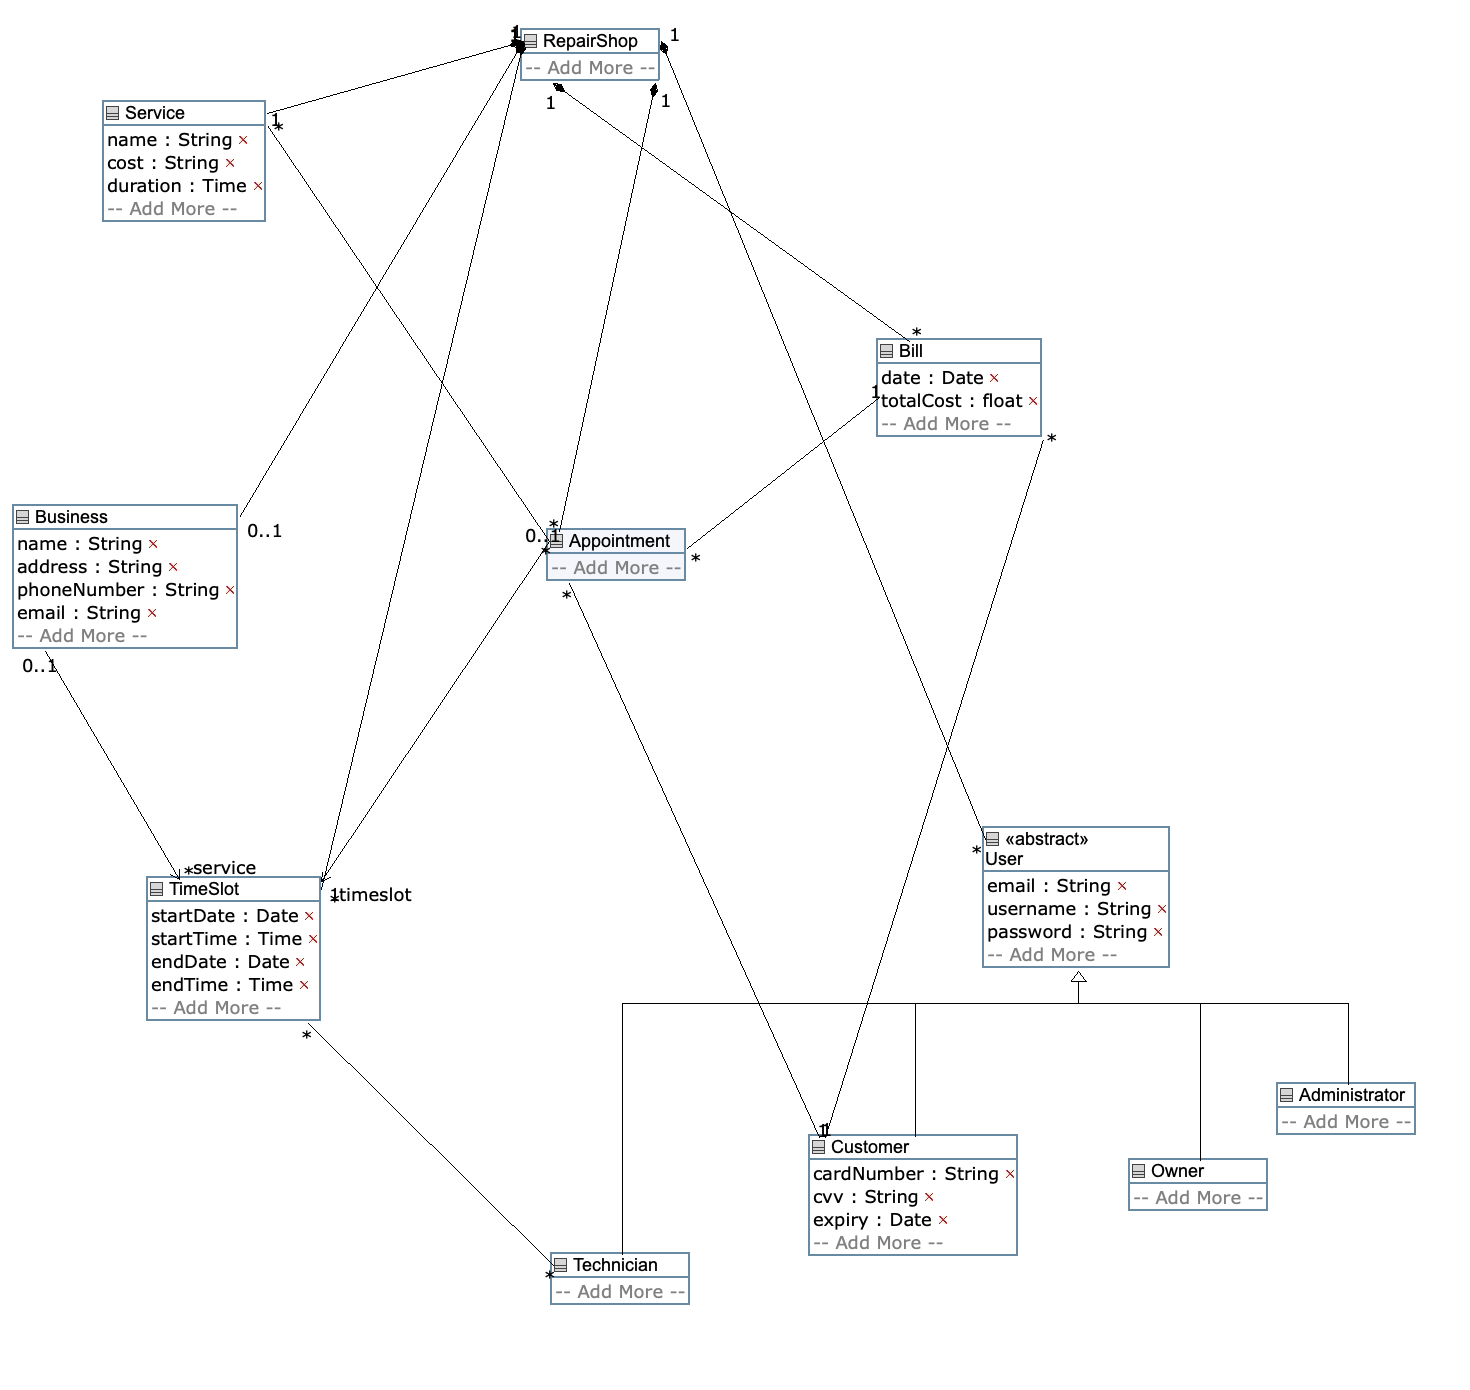 1
1
RepairShop
-- Add More --
1
1
Service
name : String ×
cost : String ×
duration : Time ×
-- Add More --
1
*
*
Bill
date : Date ×
totalCost : float ×
-- Add More --
1
*
Business
name : String ×
address : String ×
phoneNumber : String ×
email : String ×
-- Add More --
0..1
0..1
*
0..1
*
Appointment
-- Add More --
*
*
*service
TimeSlot
startDate : Date ×
startTime : Time ×
endDate : Date ×
endTime : Time ×
-- Add More --
1
*
timeslot
*
*
«abstract»
User
email : String ×
username : String ×
password : String ×
-- Add More --
Administrator
-- Add More --
1
1
Customer
cardNumber : String ×
cvv : String ×
expiry : Date ×
-- Add More --
Owner
-- Add More --
*
Technician
-- Add More --